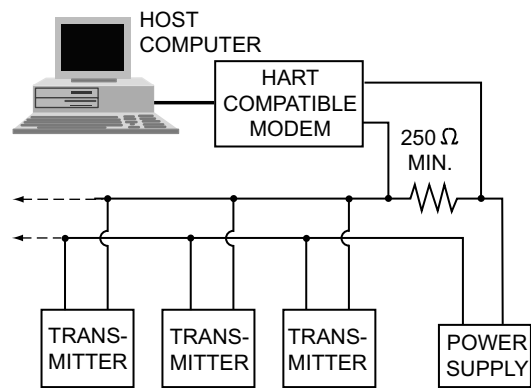 HOST
COMPUTER
HART
COMPATIBLE
MODEM
250 Ω
MIN.
TRANS-
MITTER
TRANS-
MITTER
TRANS-
MITTER
POWER
SUPPLY